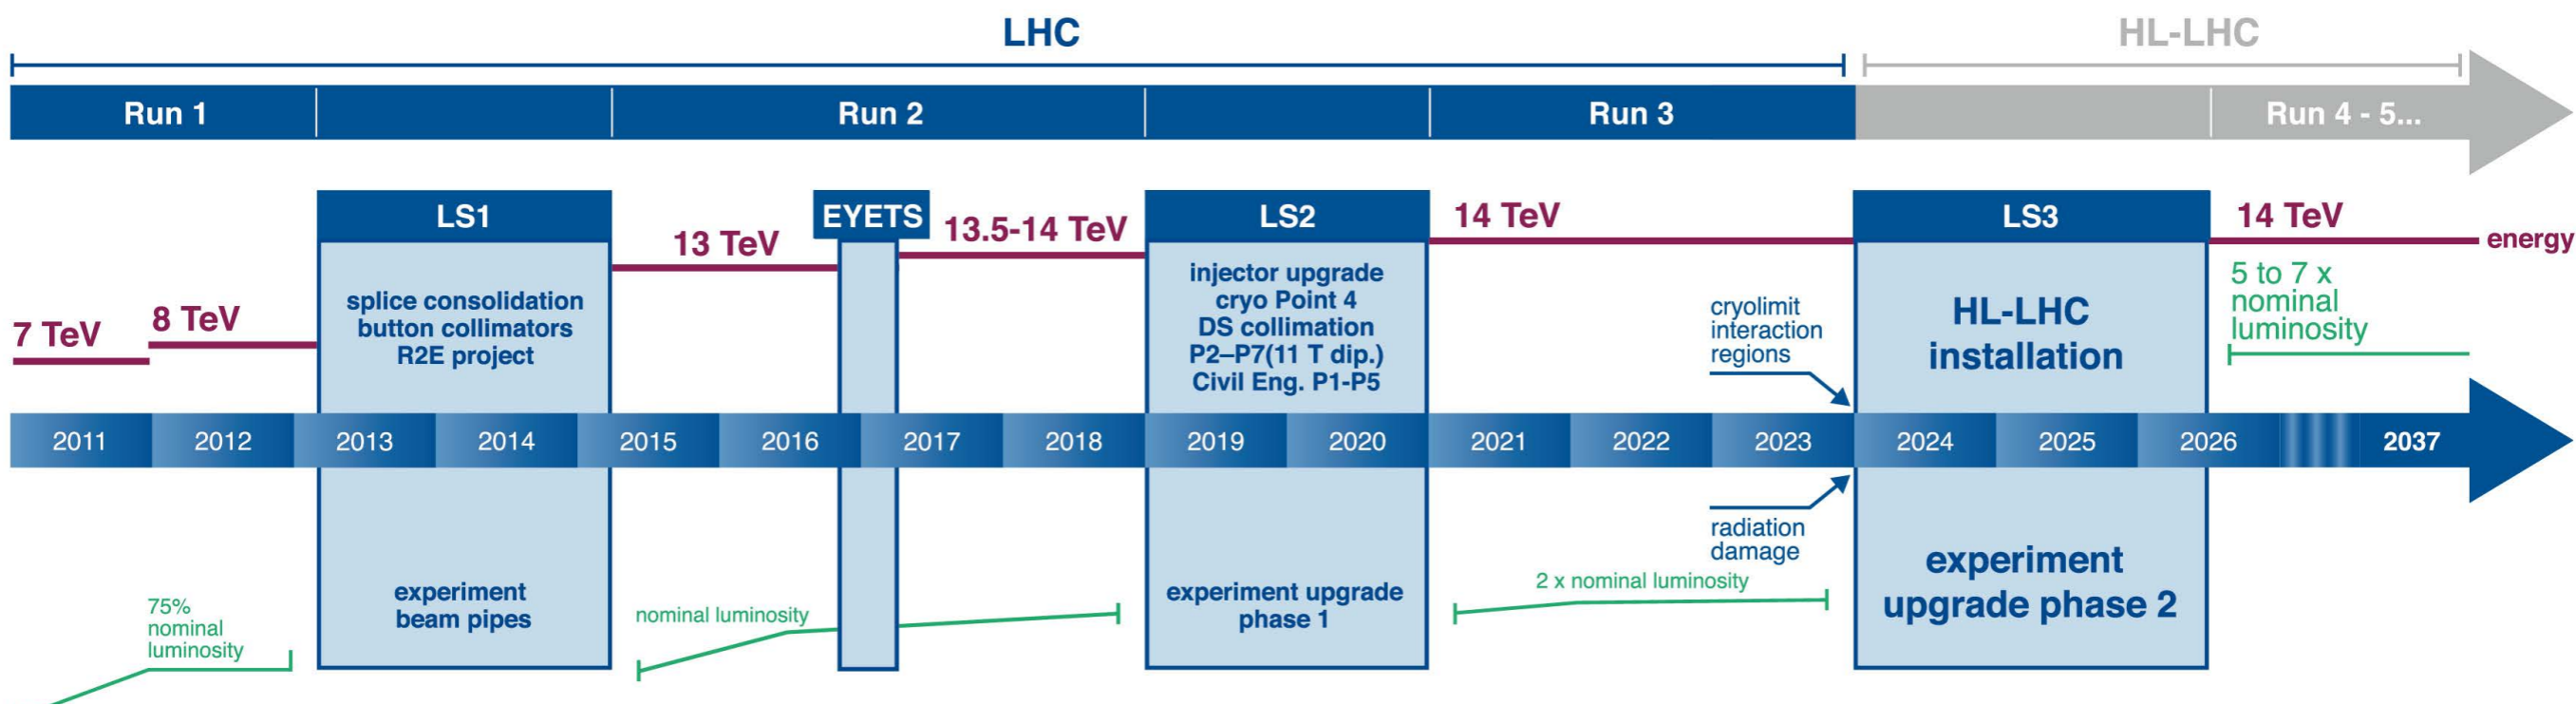 LHC
HL-LHC
Run 1
Run 2
Run 3
Run 4 - 5...
LS1
EYETS
LS2
LS3
7 TeV
8 TeV
13 TeV
13.5-14 TeV
14 TeV
14 TeV
energy
splice consolidation
button collimators
R2E project
injector upgrade
cryo Point 4
DS collimation
P2–P7(11 T dip.)
Civil Eng. P1-P5
cryolimit
interaction
regions
HL-LHC
installation
5 to 7 x
nominal
luminosity
2011
2012
2013
2014
2015
2016
2017
2018
2019
2020
2021
2022
2023
2024
2025
2026
2037
radiation
damage
75%
nominal
luminosity
experiment
beam pipes
nominal luminosity
experiment upgrade
phase 1
2 x nominal luminosity
experiment
upgrade phase 2